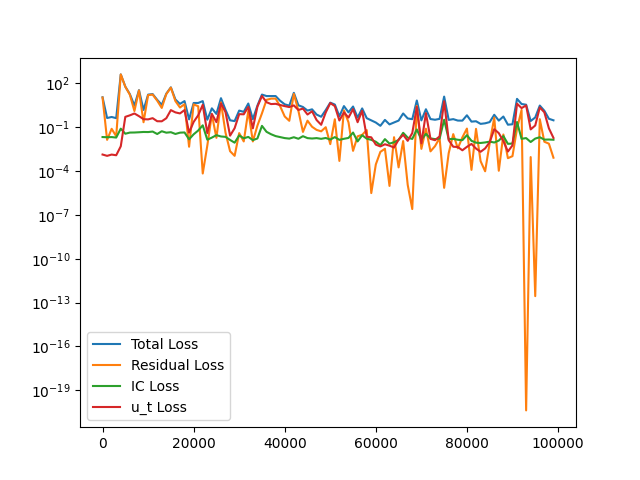 10²
10⁻¹
10⁻⁴
10⁻⁷
10⁻¹⁰
10⁻¹³
10⁻¹⁶
10⁻¹⁹
Total Loss
Residual Loss
IC Loss
u_t Loss
0 20000 40000 60000 80000 100000